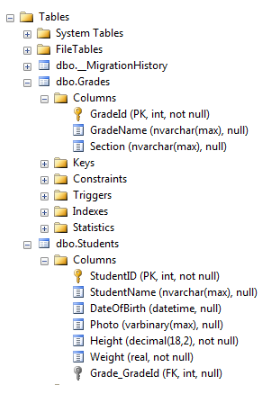 Tables
System Tables
FileTables
dbo.__MigrationHistory
dbo.Grades
Columns
GradeId (PK, int, not null)
GradeName (nvarchar(max), null)
Section (nvarchar(max), null)
Keys
Constraints
Triggers
Indexes
Statistics
dbo.Students
Columns
StudentID (PK, int, not null)
StudentName (nvarchar(max), null)
DateOfBirth (datetime, null)
Photo (varbinary(max), null)
Height (decimal(18,2), not null)
Weight (real, not null)
Grade_GradeId (FK, int, null)